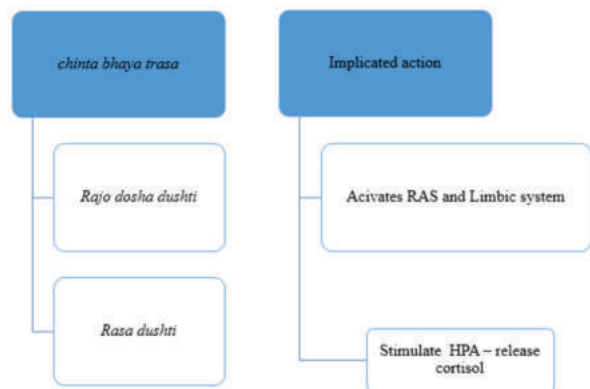 chinta bhaya trasa
Rajo dosha dushti
Rasa dushti
Implicated action
Acivates RAS and Limbic system
Stimulate HPA – release
cortisol